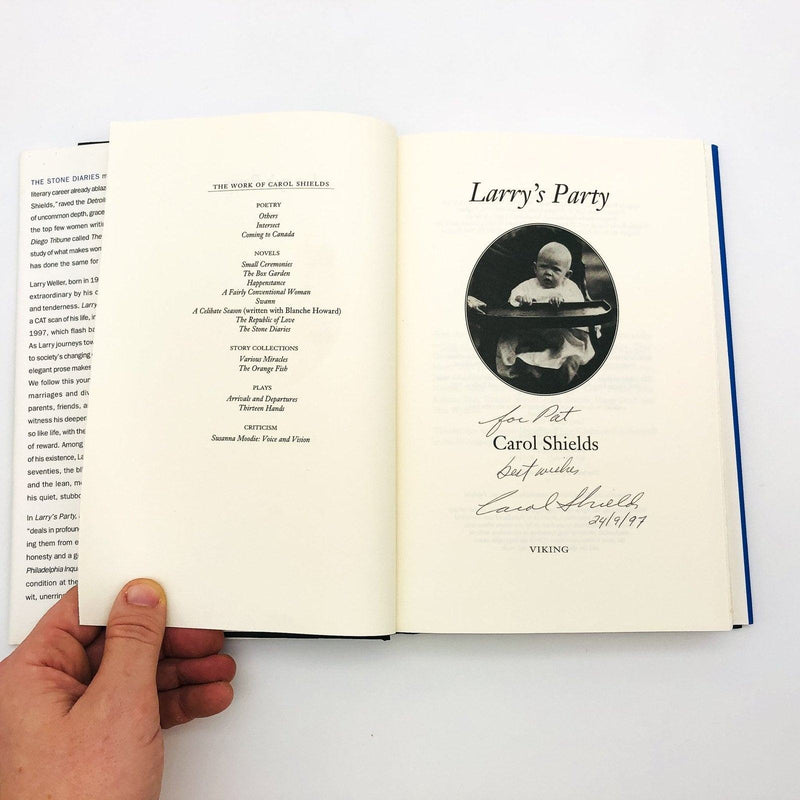 THE STONE DIARIES
literary career already ablaz
Shields," raved the Detroi
of uncommon depth, grace
the top few women writi
Diego Tribune called The
study of what makes wom
has done the same for
Larry Weller, born in 19
extraordinary by his c
and tenderness. Larry
a CAT scan of his life, in
1997, which flash ba
As Larry journeys tow
to society's changing
elegant prose makes
We follow this youn
marriages and div
parents, friends, a
witness his deeper
so like life, with the
of reward. Among
of his existence, La
seventies, the bl
and the lean, m
his quiet, stubbo
In Larry's Party,
"deals in profoun
ing them from e
honesty and a g
Philadelphia Inqu
condition at the
wit, unerrin
THE WORK OF CAROL SHIELDS
POETRY
Others
Intersect
Coming to Canada
NOVELS
Small Ceremonies
The Box Garden
Happenstance
A Fairly Conventional Woman
Swann
A Celibate Season (written with Blanche Howard)
The Republic of Love
The Stone Diaries
STORY COLLECTIONS
Various Miracles
The Orange Fish
PLAYS
Arrivals and Departures
Thirteen Hands
CRITICISM
Susanna Moodie: Voice and Vision
Larry's Party
for Pat
Carol Shields
best wishes
Carol Shields
24/9/97
VIKING